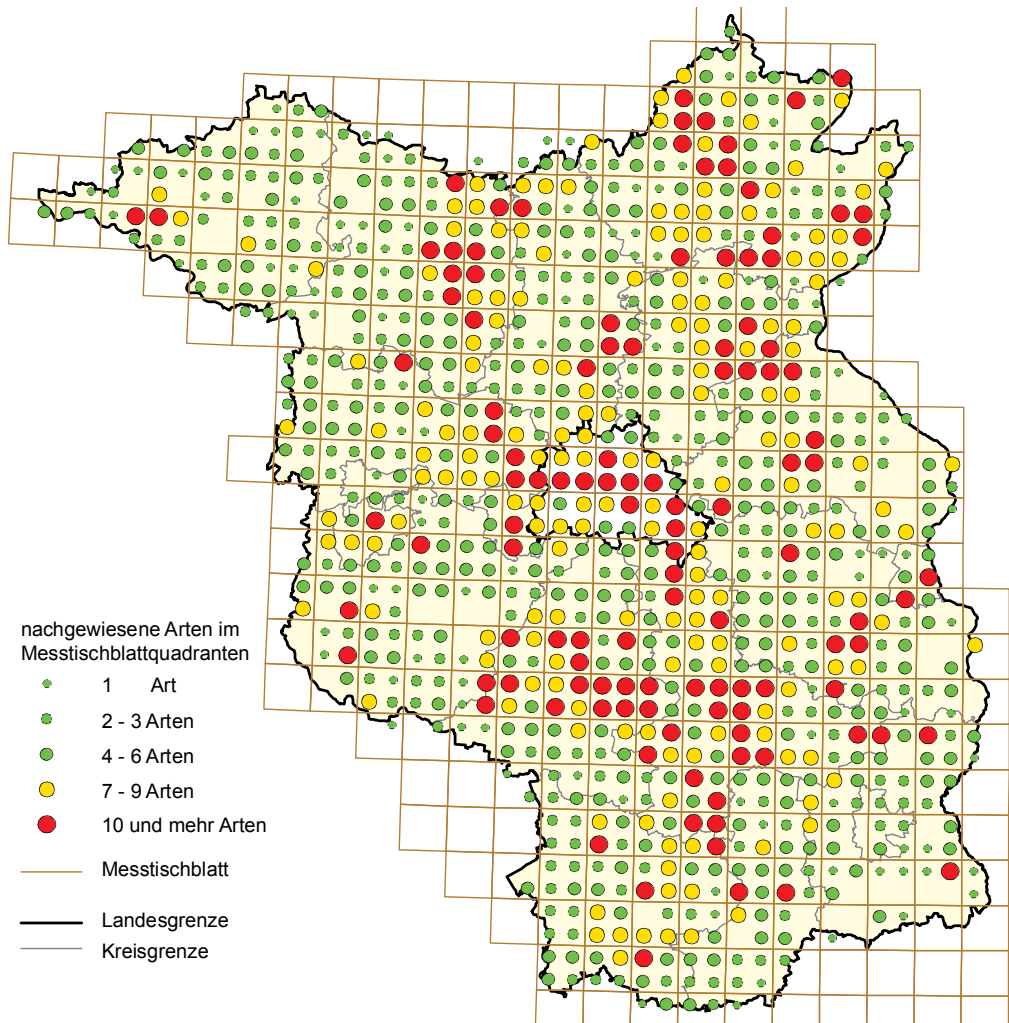 nachgewiesene Arten im
Messtischblattquadranten
1 Art
2 - 3 Arten
4 - 6 Arten
7 - 9 Arten
10 und mehr Arten
Messtischblatt
Landesgrenze
Kreisgrenze